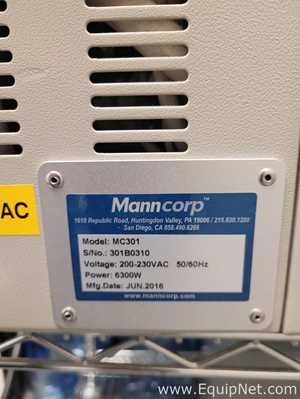 AC
Manncorp™
1610 Republic Road, Huntingdon Valley, PA 19006 / 215.830.1200
San Diego, CA 858.490.6266
Model: MC301
S/No.: 301B0310
Voltage: 200-230VAC 50/60Hz
Power: 6300W
Mfg.Date: JUN.2016
www.manncorp.com
www.EquipNet.com